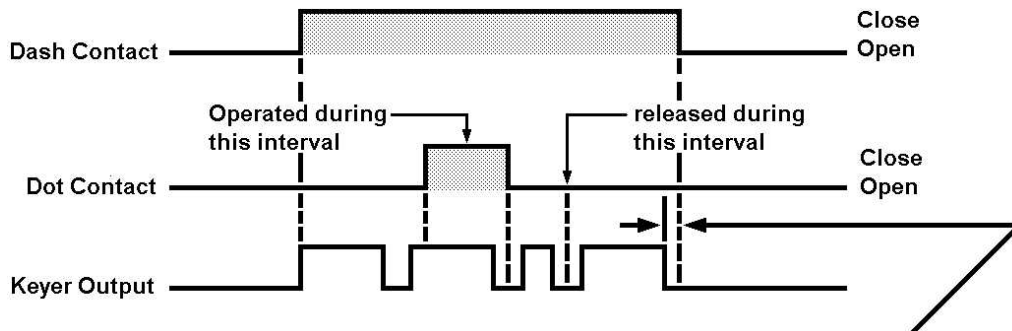 Close
Dash Contact
Open
Operated during
this interval
released during
this interval
Close
Dot Contact
Open
Keyer Output